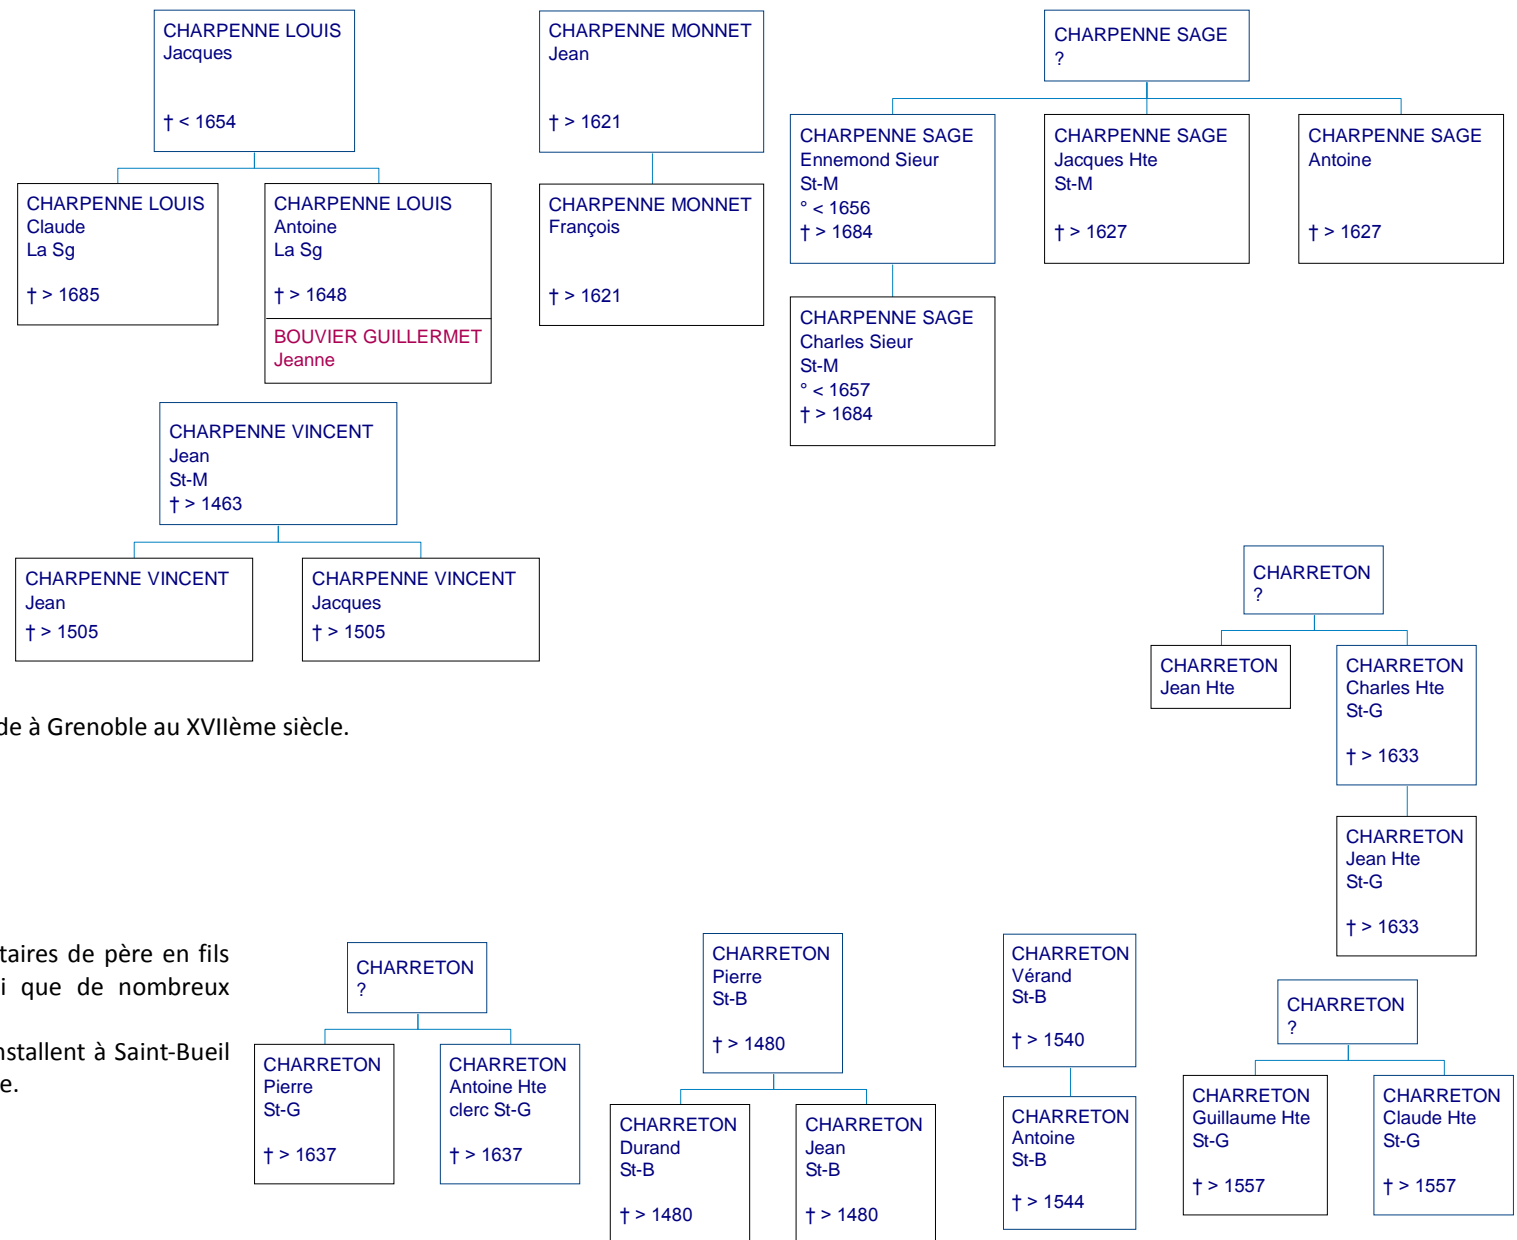 CHARPENNE LOUIS
Jacques
† < 1654
CHARPENNE LOUIS
Claude
La Sg
† > 1685
CHARPENNE LOUIS
Antoine
La Sg
† > 1648
BOUVIER GUILLERMET
Jeanne
CHARPENNE MONNET
Jean
† > 1621
CHARPENNE MONNET
François
† > 1621
CHARPENNE SAGE
?
CHARPENNE SAGE
Ennemond Sieur
St-M
° < 1656
† > 1684
CHARPENNE SAGE
Jacques Hte
St-M
† > 1627
CHARPENNE SAGE
Antoine
† > 1627
CHARPENNE SAGE
Charles Sieur
St-M
° < 1657
† > 1684
CHARPENNE VINCENT
Jean
St-M
† > 1463
CHARPENNE VINCENT
Jean
† > 1505
CHARPENNE VINCENT
Jacques
† > 1505
CHARRETON
?
CHARRETON
Jean Hte
CHARRETON
Charles Hte
St-G
† > 1633
CHARRETON
Jean Hte
St-G
† > 1633
de à Grenoble au XVIIème siècle.
taires de père en fils
i que de nombreux
nstallent à Saint-Bueil
e.
CHARRETON
?
CHARRETON
Pierre
St-G
† > 1637
CHARRETON
Antoine Hte
clerc St-G
† > 1637
CHARRETON
Pierre
St-B
† > 1480
CHARRETON
Durand
St-B
† > 1480
CHARRETON
Jean
St-B
† > 1480
CHARRETON
Vérand
St-B
† > 1540
CHARRETON
Antoine
St-B
† > 1544
CHARRETON
?
CHARRETON
Guillaume Hte
St-G
† > 1557
CHARRETON
Claude Hte
St-G
† > 1557